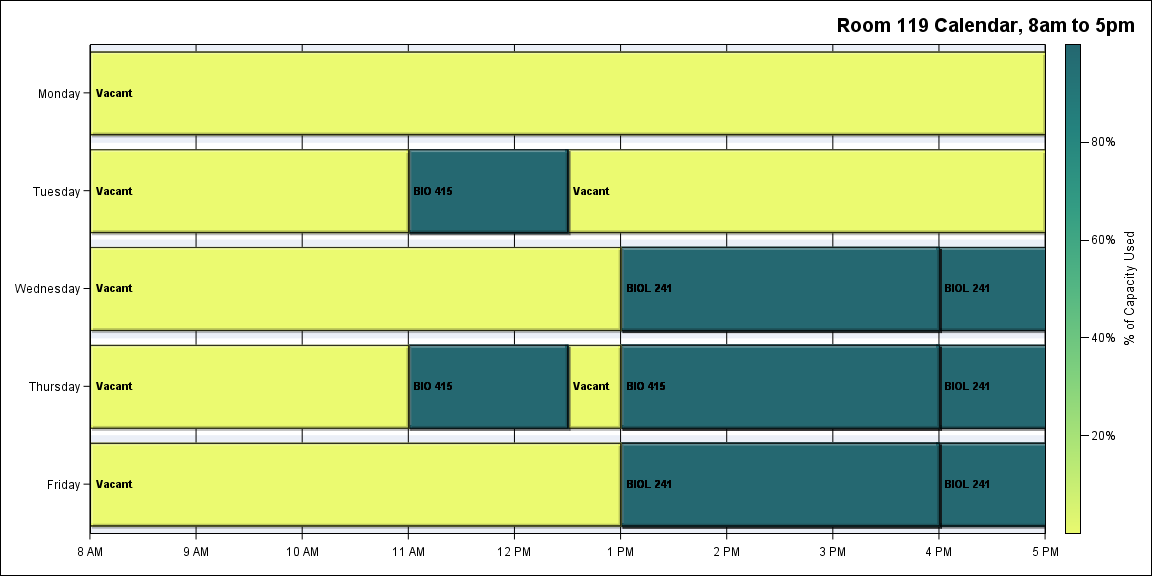 Room 119 Calendar, 8am to 5pm
Monday
Vacant
Tuesday
Vacant
BIO 415
Vacant
Wednesday
Vacant
BIOL 241
BIOL 241
Thursday
Vacant
BIO 415
Vacant
BIO 415
BIOL 241
Friday
Vacant
BIOL 241
BIOL 241
8 AM
9 AM
10 AM
11 AM
12 PM
1 PM
2 PM
3 PM
4 PM
5 PM
80%
60%
40%
20%
% of Capacity Used